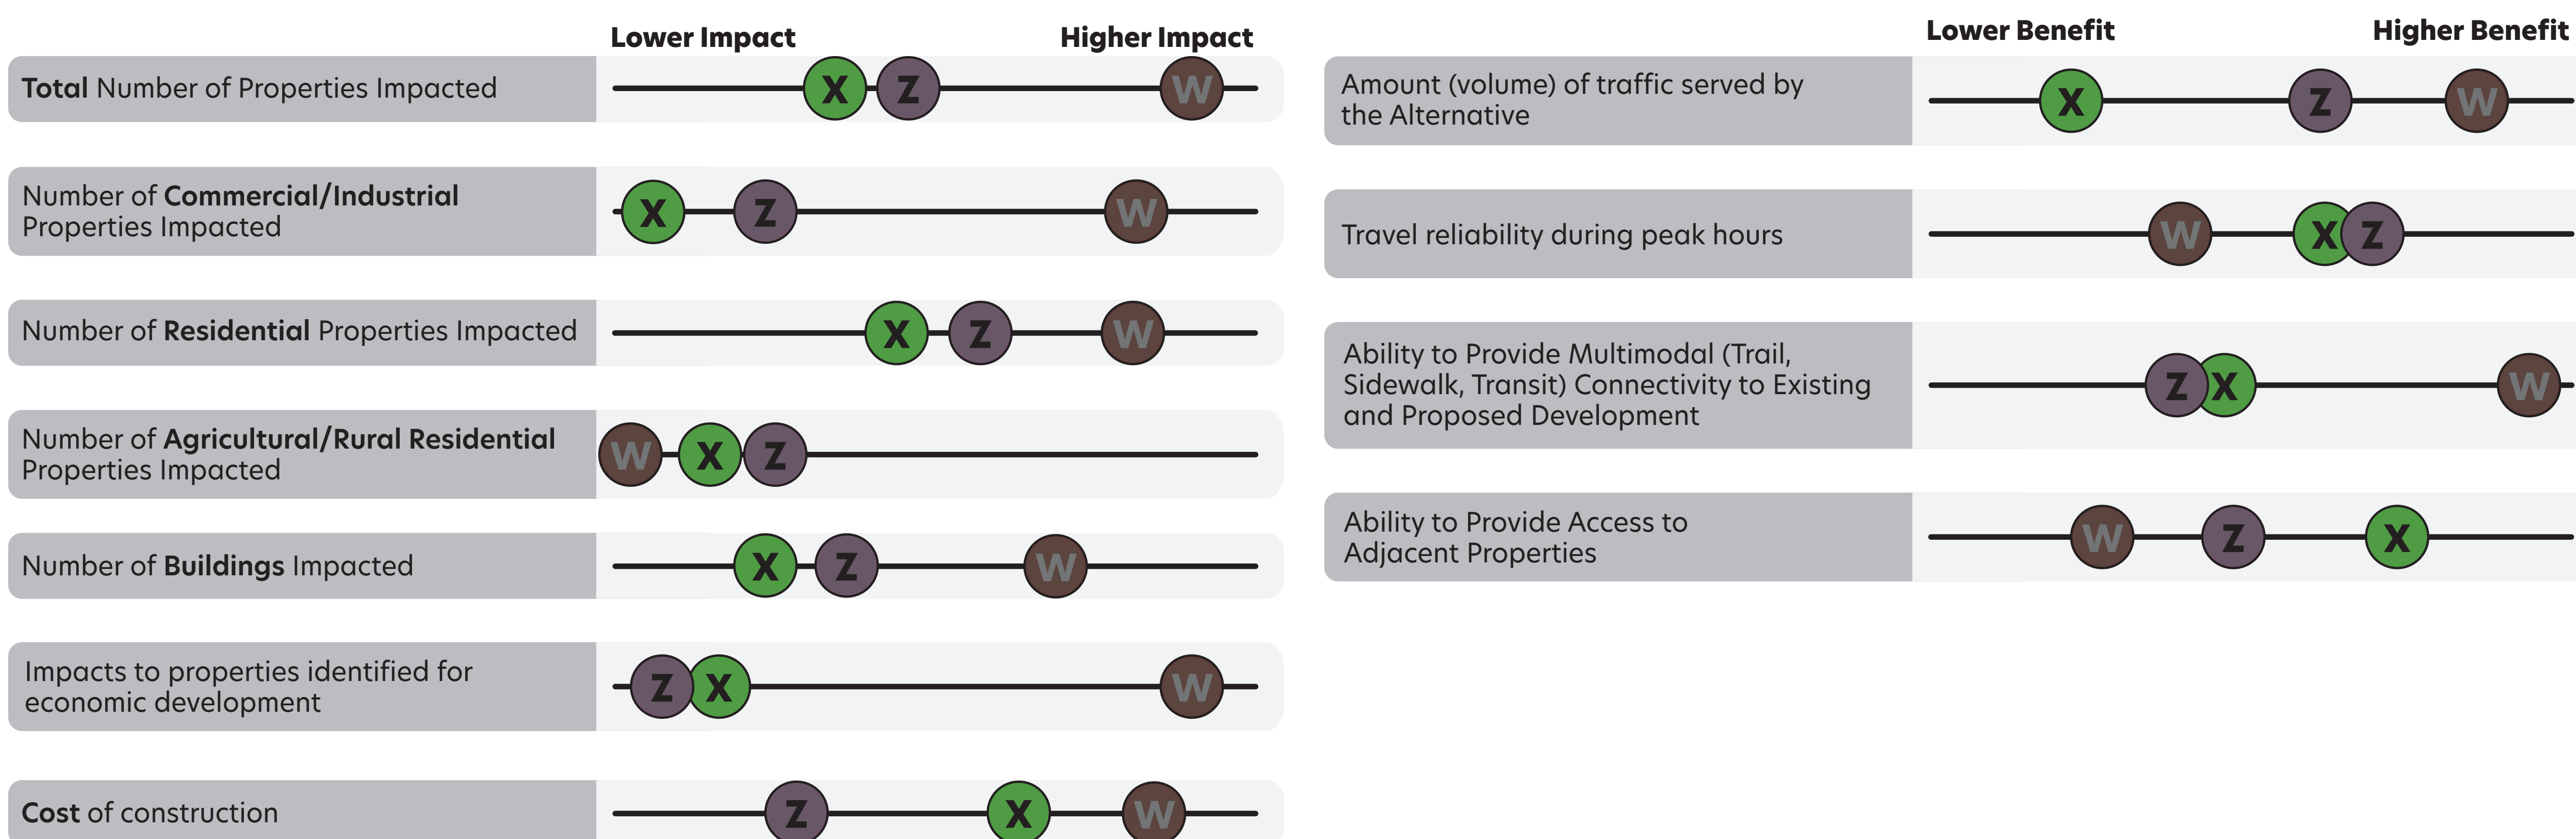 Lower Impact Higher Impact
Total Number of Properties Impacted X Z W
Number of Commercial/Industrial
Properties Impacted
X Z W
Number of Residential Properties Impacted X Z W
Number of Agricultural/Rural Residential
Properties Impacted
W X Z
Number of Buildings Impacted X Z W
Impacts to properties identified for
economic development
Z X W
Cost of construction Z X W
Lower Benefit Higher Benefit
Amount (volume) of traffic served by
the Alternative
X Z W
Travel reliability during peak hours W X Z
Ability to Provide Multimodal (Trail,
Sidewalk, Transit) Connectivity to Existing
and Proposed Development
Z X W
Ability to Provide Access to
Adjacent Properties
W Z X